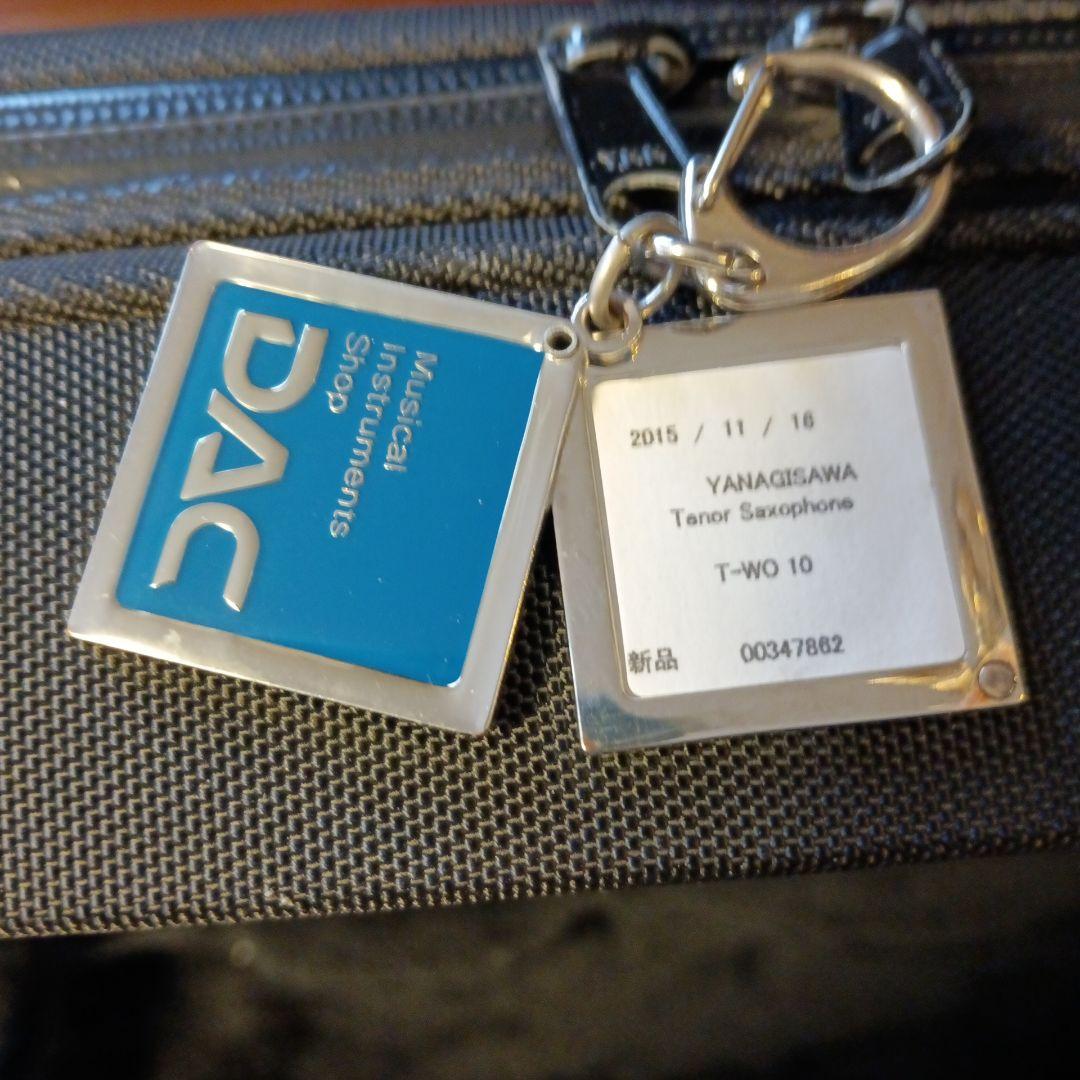 DAC
Musical
Instruments
Shop
2015 / 11 / 16
YANAGISAWA
Tenor Saxophone
T-WO 10
新品 00347862